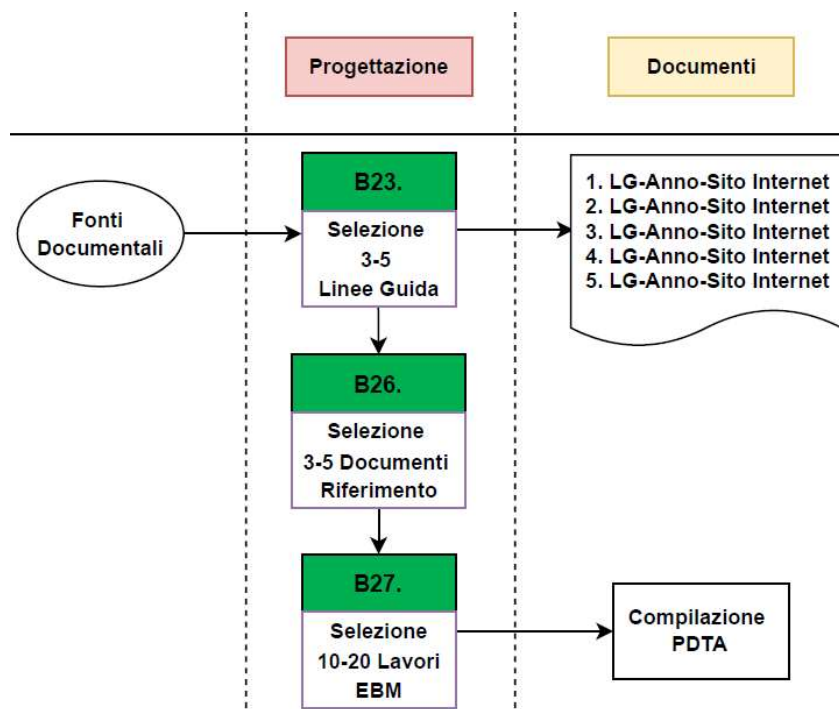 Progettazione
Documenti
Fonti
Documentali
B23.
Selezione
3-5
Linee Guida
1. LG-Anno-Sito Internet
2. LG-Anno-Sito Internet
3. LG-Anno-Sito Internet
4. LG-Anno-Sito Internet
5. LG-Anno-Sito Internet
B26.
Selezione
3-5 Documenti
Riferimento
B27.
Selezione
10-20 Lavori
EBM
Compilazione
PDTA